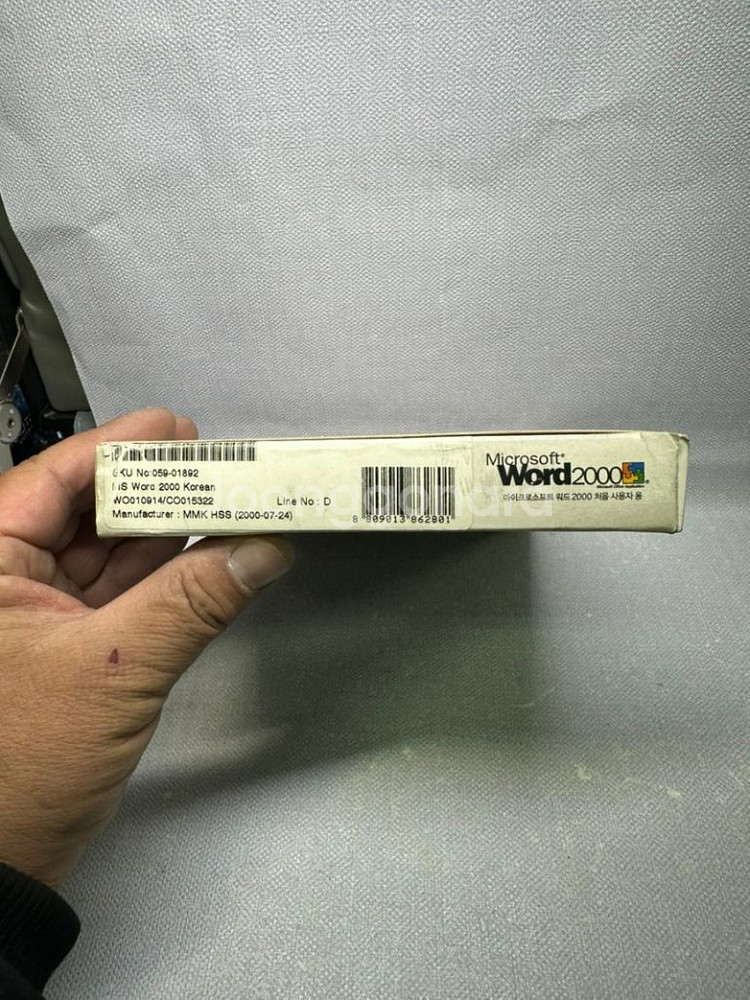 SKU No:059-01892
MS Word 2000 Korean
WO010914/CO015322
Line No : D
Manufacturer : MMK HSS (2000-07-24)
8 809013 862801
Microsoft®
Word2000
마이크로소프트 워드 2000 처음 사용자 용
joonggonara